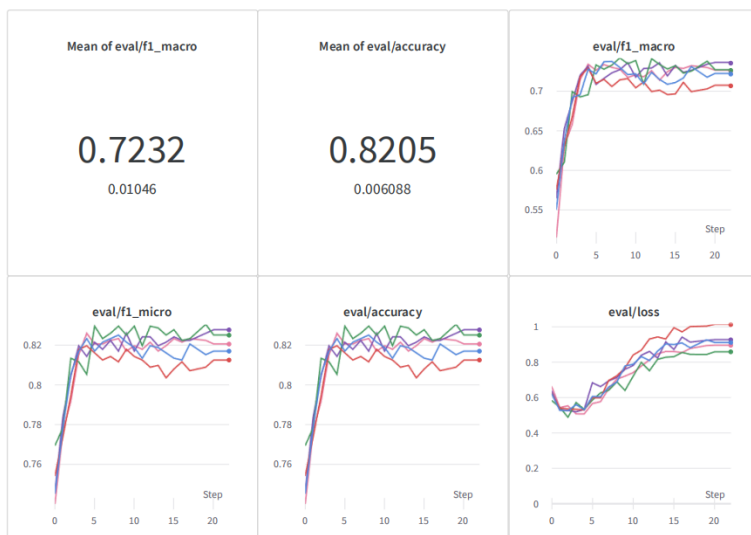 Mean of eval/f1_macro
0.7232
0.01046
Mean of eval/accuracy
0.8205
0.006088
eval/f1_macro
0.7
0.65
0.6
0.55
Step
0 5 10 15 20
eval/f1_micro
0.82
0.8
0.78
0.76
Step
0 5 10 15 20
eval/accuracy
0.82
0.8
0.78
0.76
Step
0 5 10 15 20
eval/loss
1
0.8
0.6
0.4
0.2
0
Step
0 5 10 15 20